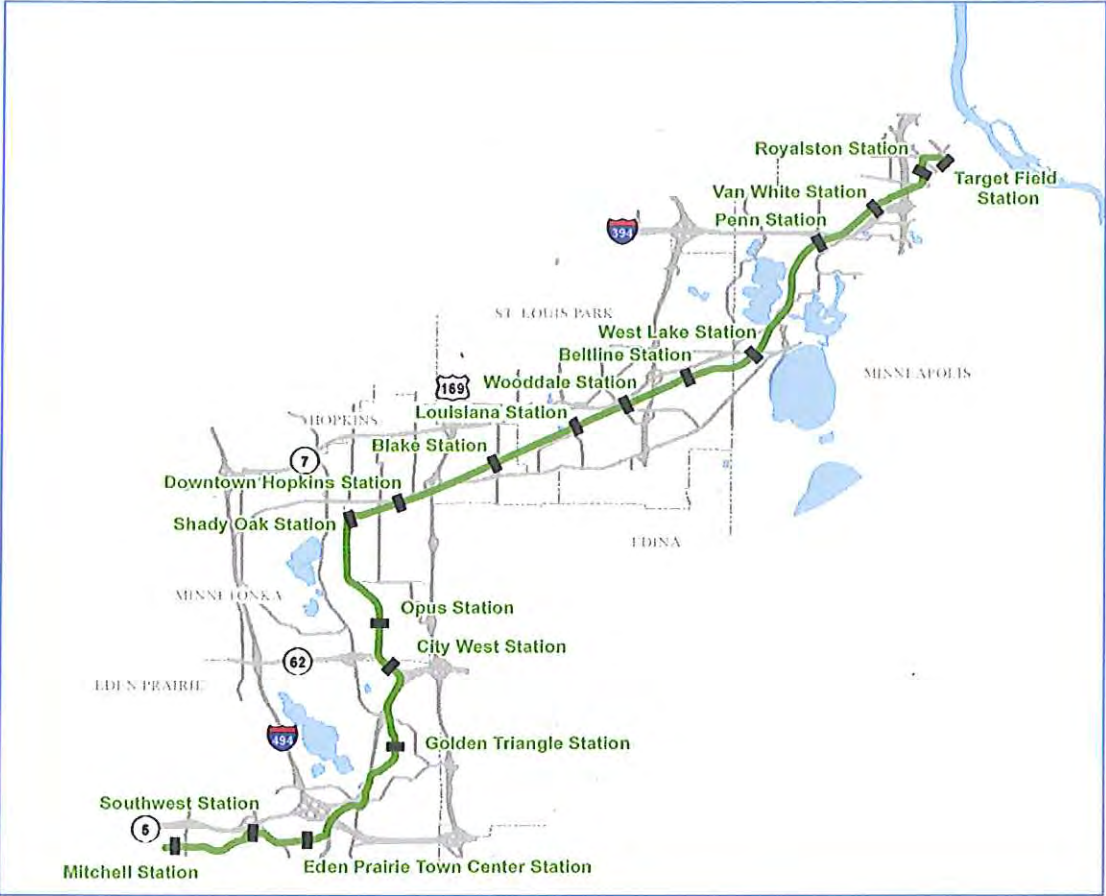 Royalston Station
Target Field
Station
Van White Station
Penn Station
394
ST. LOUIS PARK
West Lake Station
Beltline Station
MINNEAPOLIS
Wooddale Station
169
Louisiana Station
HOPKINS
Blake Station
7
Downtown Hopkins Station
Shady Oak Station
EDINA
MINNETONKA
Opus Station
City West Station
62
EDEN PRAIRIE
494
Golden Triangle Station
Southwest Station
5
Eden Prairie Town Center Station
Mitchell Station